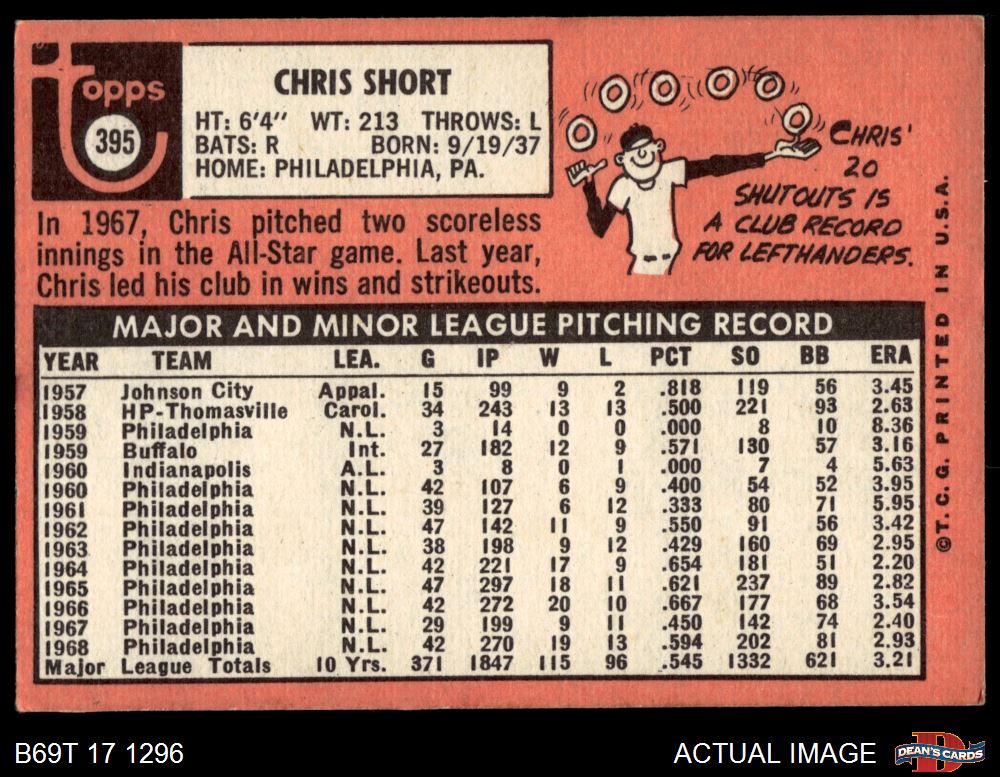 Topps
395
CHRIS SHORT
HT: 6'4" WT: 213 THROWS: L
BATS: R BORN: 9/19/37
HOME: PHILADELPHIA, PA.
CHRIS'
20
SHUTOUTS IS
A CLUB RECORD
FOR LEFTHANDERS.
In 1967, Chris pitched two scoreless
innings in the All-Star game. Last year,
Chris led his club in wins and strikeouts.
MAJOR AND MINOR LEAGUE PITCHING RECORD
YEAR TEAM LEA. G IP W L PCT SO BB ERA
1957 Johnson City Appal. 15 99 9 2 .818 119 56 3.45
1958 HP-Thomasville Carol. 34 243 13 13 .500 221 93 2.63
1959 Philadelphia N.L. 3 14 0 0 .000 8 10 8.36
1959 Buffalo Int. 27 182 12 9 .571 130 57 3.16
1960 Indianapolis A.L. 3 8 0 1 .000 7 4 5.63
1960 Philadelphia N.L. 42 107 6 9 .400 54 52 3.95
1961 Philadelphia N.L. 39 127 6 12 .333 80 71 5.95
1962 Philadelphia N.L. 47 142 11 9 .550 91 56 3.42
1963 Philadelphia N.L. 38 198 9 12 .429 160 69 2.95
1964 Philadelphia N.L. 42 221 17 9 .654 181 51 2.20
1965 Philadelphia N.L. 47 297 18 11 .621 237 89 2.82
1966 Philadelphia N.L. 42 272 20 10 .667 177 68 3.54
1967 Philadelphia N.L. 29 199 9 11 .450 142 74 2.40
1968 Philadelphia N.L. 42 270 19 13 .594 202 81 2.93
Major League Totals 10 Yrs. 371 1847 115 96 .545 1332 621 3.21
©T.C.G. PRINTED IN U.S.A.
B69T 17 1296
ACTUAL IMAGE
D
DEAN'S CARDS